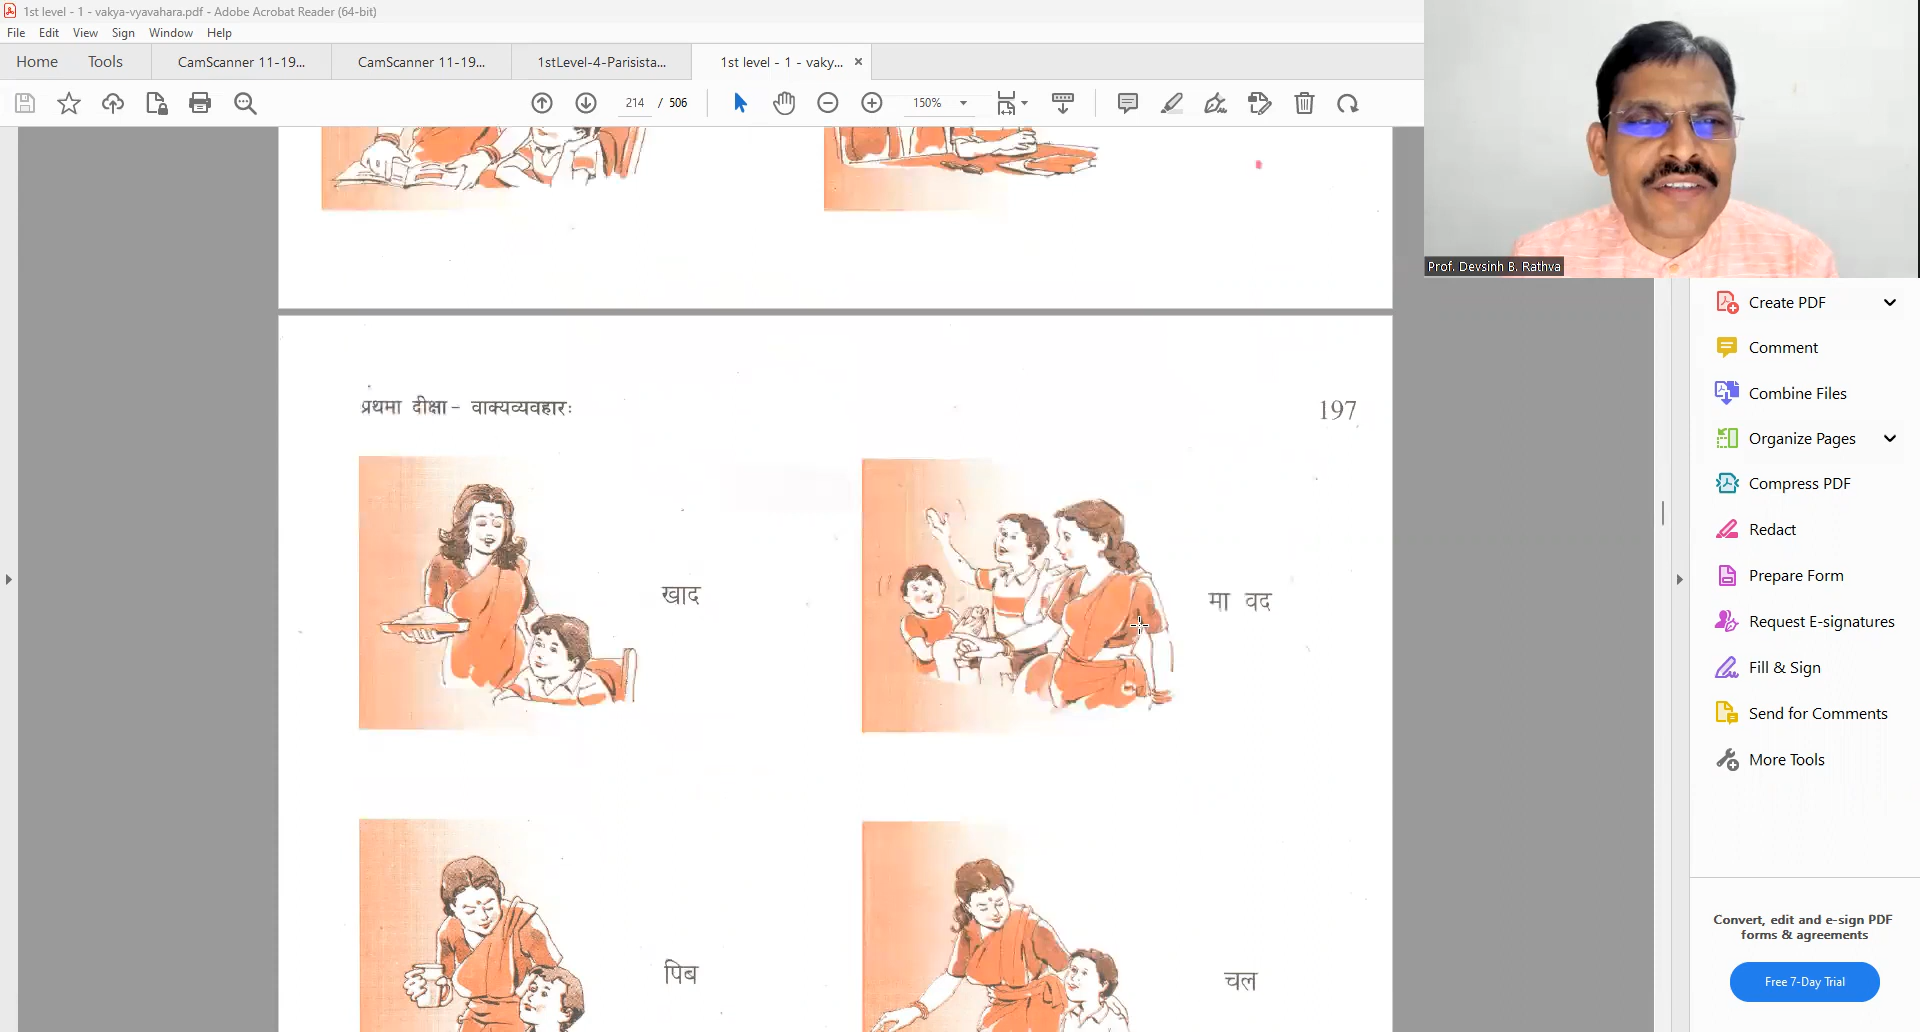 1st level - 1 - vakya-vyavahara.pdf - Adobe Acrobat Reader (64-bit)
File Edit View Sign Window Help
Home Tools CamScanner 11-19... CamScanner 11-19... 1stLevel-4-Parisista... 1st level - 1 - vaky...
214 / 506 150%
Prof. Devsinh B. Rathva
प्रथमा दीक्षा - वाक्यव्यवहारः 197
खाद मा वद
पिब चल
Create PDF
Comment
Combine Files
Organize Pages
Compress PDF
Redact
Prepare Form
Request E-signatures
Fill & Sign
Send for Comments
More Tools
Convert, edit and e-sign PDF
forms & agreements
Free 7-Day Trial